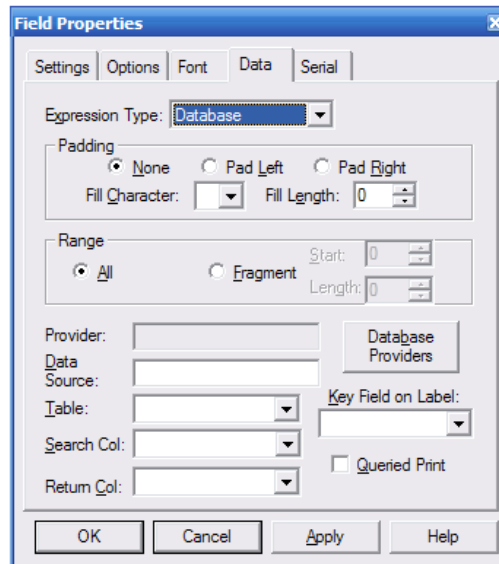 Field Properties
Settings Options Font Data Serial
Expression Type: Database
Padding
None Pad Left Pad Right
Fill Character: Fill Length: 0
Range
All Fragment Start: 0
Length: 0
Provider: Database Providers
Data Source:
Table: Key Field on Label:
Search Col:
Queried Print
Return Col:
OK Cancel Apply Help